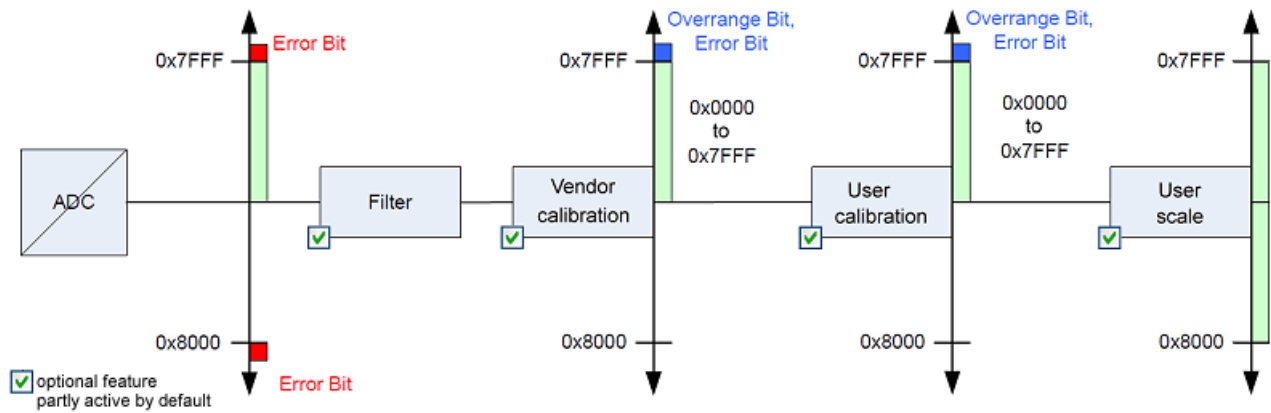 Error Bit
0x7FFF
0x8000
Error Bit
ADC
Filter
Vendor
calibration
Overrange Bit,
Error Bit
0x7FFF
0x0000
to
0x7FFF
0x8000
User
calibration
Overrange Bit,
Error Bit
0x7FFF
0x0000
to
0x7FFF
0x8000
User
scale
0x7FFF
0x8000
optional feature
partly active by default